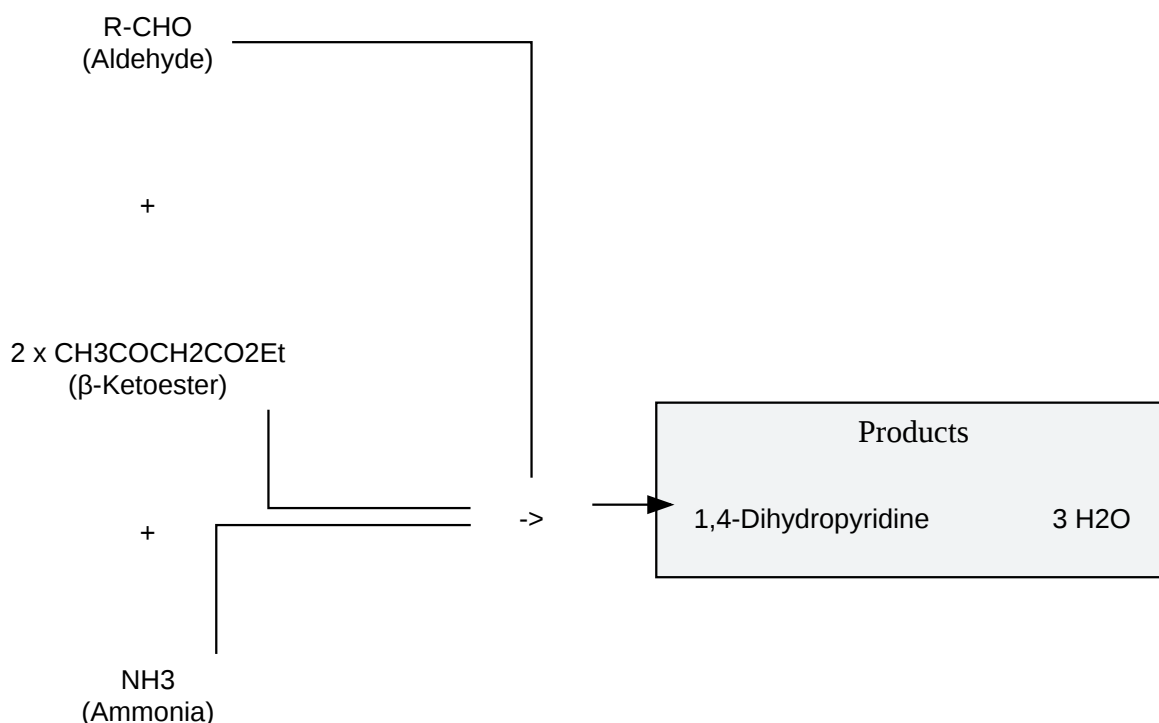 R-CHO
(Aldehyde)
+
2 x CH3COCH2CO2Et
(β-Ketoester)
+
NH3
(Ammonia)
->
Products
1,4-Dihydropyridine
3 H2O